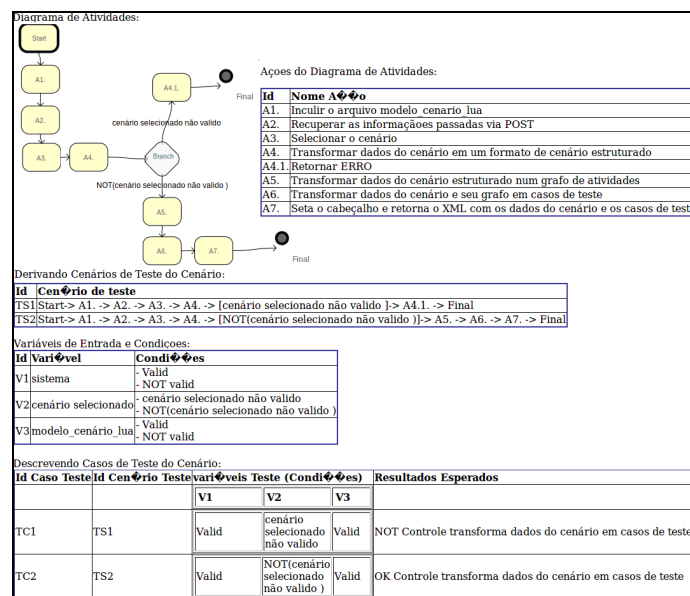 Diagrama de Atividades:
Start
A1.
A2.
A3.
A4.
A4.1.
Final
cenário selecionado não valido
Branch
NOT(cenário selecionado não valido )
A5.
A6.
A7.
Final
Açoes do Diagrama de Atividades:
Id Nome A��o
A1. Inculir o arquivo modelo_cenario_lua
A2. Recuperar as informaçãoes passadas via POST
A3. Selecionar o cenário
A4. Transformar dados do cenário em um formato de cenário estruturado
A4.1. Retornar ERRO
A5. Transformar dados do cenário estruturado num grafo de atividades
A6. Transformar dados do cenário e seu grafo em casos de teste
A7. Seta o cabeçalho e retorna o XML com os dados do cenário e os casos de test
Derivando Cenários de Teste do Cenário:
Id Cen�rio de teste
TS1 Start-> A1. -> A2. -> A3. -> A4. -> [cenário selecionado não valido ]-> A4.1. -> Final
TS2 Start-> A1. -> A2. -> A3. -> A4. -> [NOT(cenário selecionado não valido )]-> A5. -> A6. -> A7. -> Final
Variáveis de Entrada e Condiçoes:
Id Vari�vel Condi��es
V1 sistema - Valid
- NOT valid
V2 cenário selecionado - cenário selecionado não valido
- NOT(cenário selecionado não valido )
V3 modelo_cenário_lua - Valid
- NOT valid
Descrevendo Casos de Teste do Cenário:
Id Caso Teste Id Cen�rio Teste vari�veis Teste (Condi��es) Resultados Esperados
V1 V2 V3
TC1 TS1 Valid cenário selecionado não valido Valid NOT Controle transforma dados do cenário em casos de teste
TC2 TS2 Valid NOT(cenário selecionado não valido ) Valid OK Controle transforma dados do cenário em casos de teste